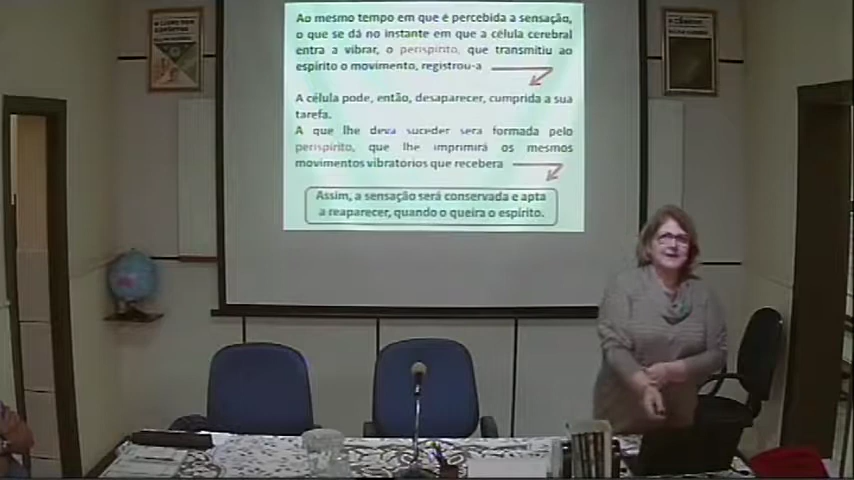 Ao mesmo tempo em que é percebida a sensação,
o que se dá no instante em que a célula cerebral
entra a vibrar, o perispírito, que transmitiu ao
espírito o movimento, registrou-a
A célula pode, então, desaparecer, cumprida a sua
tarefa.
A que lhe deva suceder será formada pelo
perispírito, que lhe imprimirá os mesmos
movimentos vibratórios que recebera
Assim, a sensação será conservada e apta
a reaparecer, quando o queira o espírito.